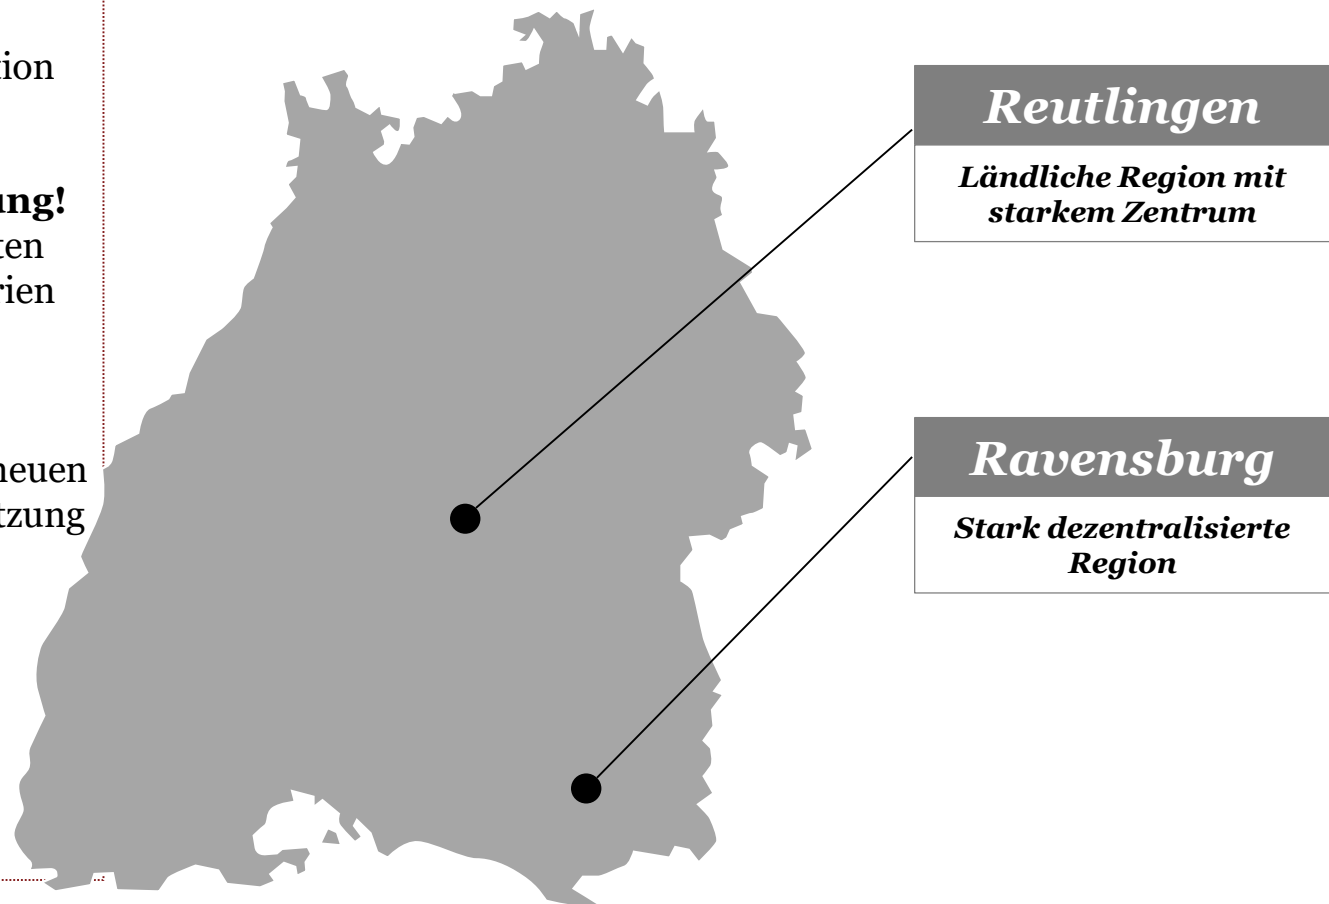 tion
ung!
ten
rien
neuen
tzung
Reutlingen
Ländliche Region mit
starkem Zentrum
Ravensburg
Stark dezentralisierte
Region